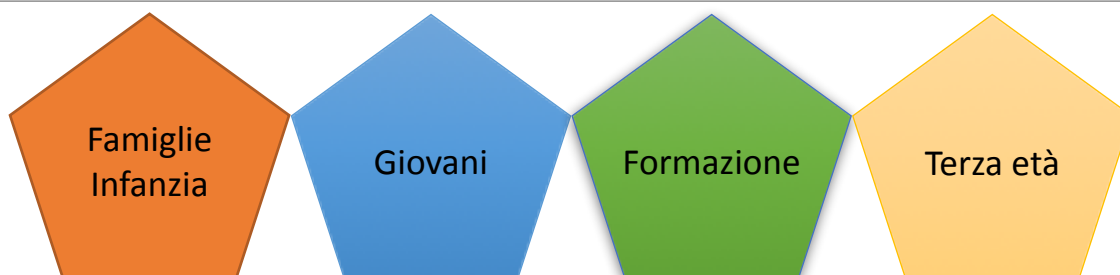 Famiglie
Infanzia
Giovani
Formazione
Terza età